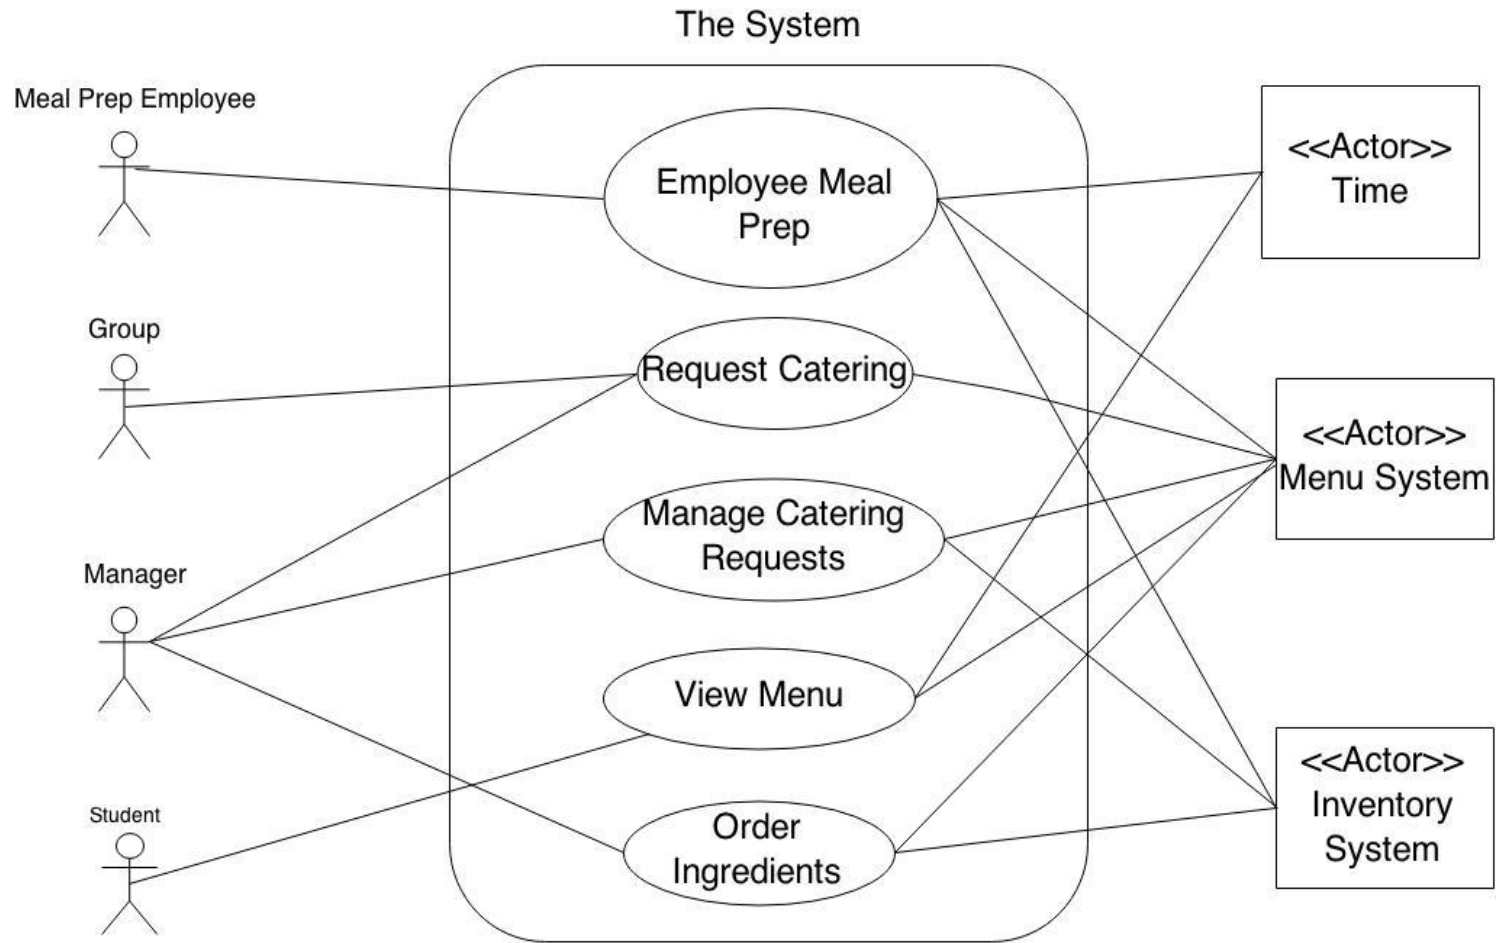 The System
Meal Prep Employee
Employee Meal
Prep
<<Actor>>
Time
Group
Request Catering
<<Actor>>
Menu System
Manager
Manage Catering
Requests
View Menu
Student
Order
Ingredients
<<Actor>>
Inventory
System